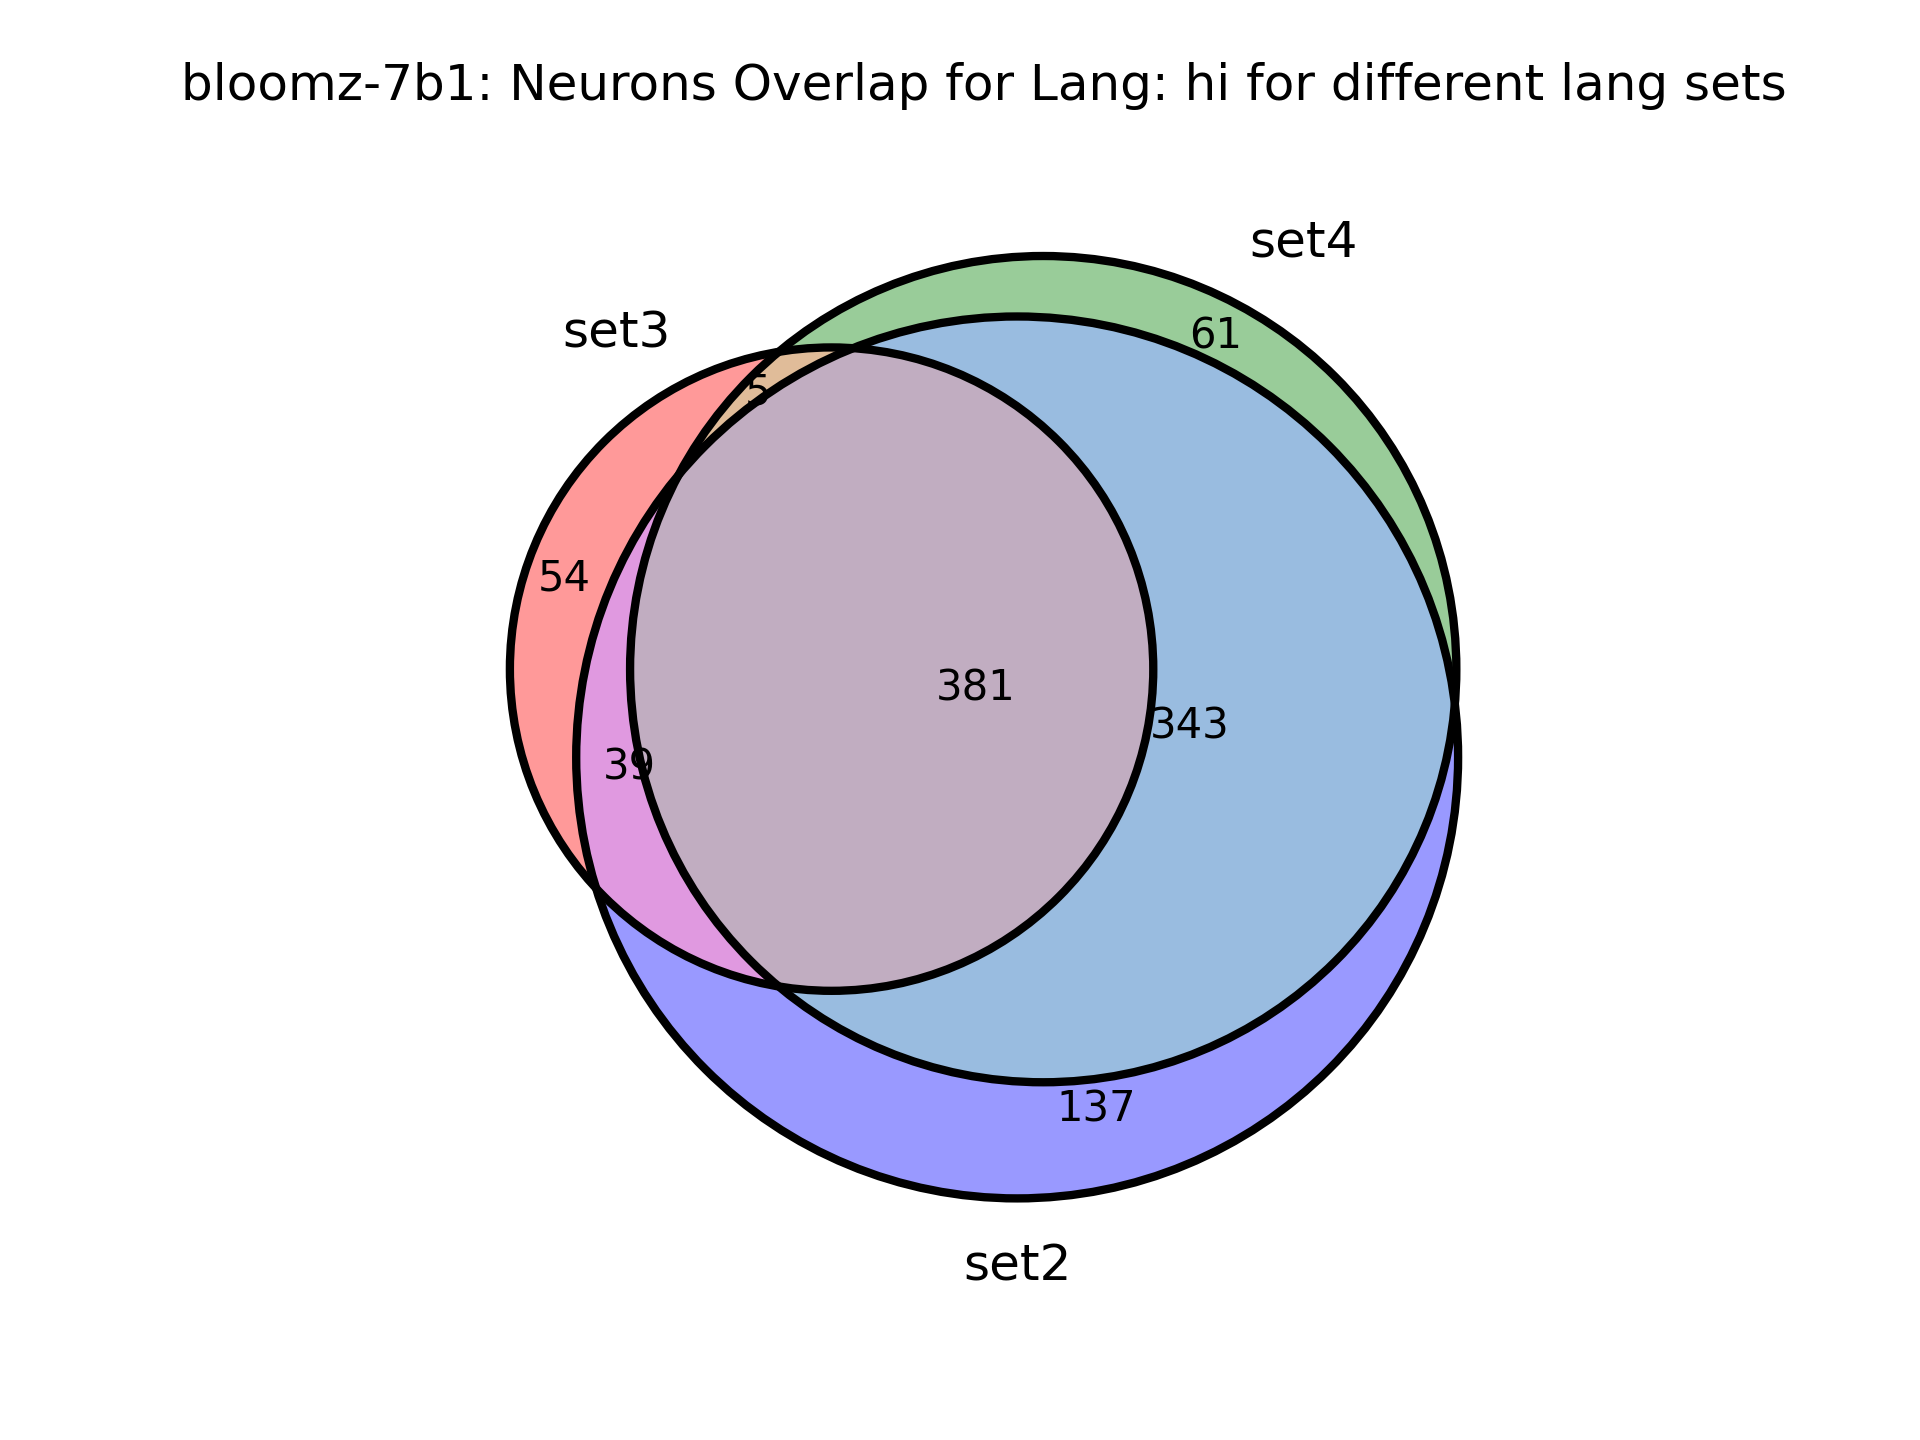 bloomz-7b1: Neurons Overlap for Lang: hi for different lang sets
set4
set3
61
5
54
381
343
39
137
set2